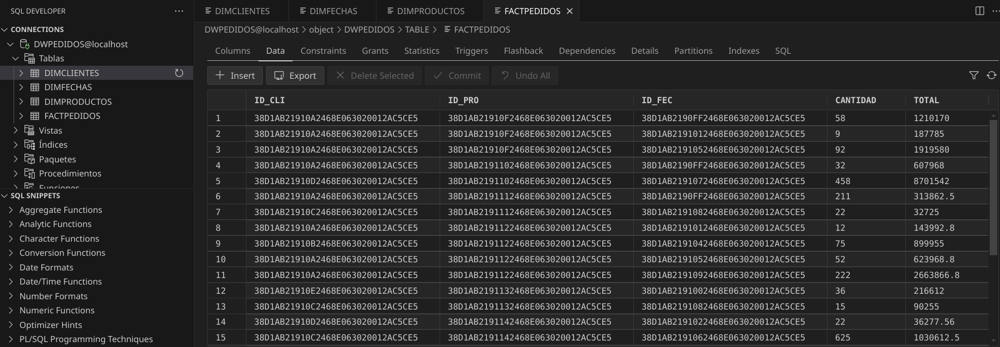 SQL DEVELOPER
CONNECTIONS
DWPEDIDOS@localhost
Tablas
DIMCLIENTES
DIMFECHAS
DIMPRODUCTOS
FACTPEDIDOS
Vistas
Índices
Paquetes
Procedimientos
Funciones
SQL SNIPPETS
Aggregate Functions
Analytic Functions
Character Functions
Conversion Functions
Date Formats
Date/Time Functions
Number Formats
Numeric Functions
Optimizer Hints
PL/SQL Programming Techniques
DIMCLIENTES DIMFECHAS DIMPRODUCTOS FACTPEDIDOS
DWPEDIDOS@localhost > object > DWPEDIDOS > TABLE > FACTPEDIDOS
Columns Data Constraints Grants Statistics Triggers Flashback Dependencies Details Partitions Indexes SQL
Insert Export Delete Selected Commit Undo All
ID_CLI ID_PRO ID_FEC CANTIDAD TOTAL
1 38D1AB21910A2468E063020012AC5CE5 38D1AB21910F2468E063020012AC5CE5 38D1AB2190FF2468E063020012AC5CE5 58 1210170
2 38D1AB21910A2468E063020012AC5CE5 38D1AB21910F2468E063020012AC5CE5 38D1AB2191012468E063020012AC5CE5 9 187785
3 38D1AB21910A2468E063020012AC5CE5 38D1AB21910F2468E063020012AC5CE5 38D1AB2191052468E063020012AC5CE5 92 1919580
4 38D1AB21910A2468E063020012AC5CE5 38D1AB2191102468E063020012AC5CE5 38D1AB2190FF2468E063020012AC5CE5 32 607968
5 38D1AB21910D2468E063020012AC5CE5 38D1AB2191102468E063020012AC5CE5 38D1AB2191072468E063020012AC5CE5 458 8701542
6 38D1AB21910A2468E063020012AC5CE5 38D1AB2191112468E063020012AC5CE5 38D1AB2190FF2468E063020012AC5CE5 211 313862.5
7 38D1AB21910C2468E063020012AC5CE5 38D1AB2191112468E063020012AC5CE5 38D1AB2191082468E063020012AC5CE5 22 32725
8 38D1AB21910A2468E063020012AC5CE5 38D1AB2191122468E063020012AC5CE5 38D1AB2191012468E063020012AC5CE5 12 143992.8
9 38D1AB21910B2468E063020012AC5CE5 38D1AB2191122468E063020012AC5CE5 38D1AB2191042468E063020012AC5CE5 75 899955
10 38D1AB21910A2468E063020012AC5CE5 38D1AB2191122468E063020012AC5CE5 38D1AB2191052468E063020012AC5CE5 52 623968.8
11 38D1AB21910A2468E063020012AC5CE5 38D1AB2191122468E063020012AC5CE5 38D1AB2191092468E063020012AC5CE5 222 2663866.8
12 38D1AB21910E2468E063020012AC5CE5 38D1AB2191132468E063020012AC5CE5 38D1AB2191002468E063020012AC5CE5 36 216612
13 38D1AB21910C2468E063020012AC5CE5 38D1AB2191132468E063020012AC5CE5 38D1AB2191082468E063020012AC5CE5 15 90255
14 38D1AB21910D2468E063020012AC5CE5 38D1AB2191142468E063020012AC5CE5 38D1AB2191022468E063020012AC5CE5 22 36277.56
15 38D1AB21910C2468E063020012AC5CE5 38D1AB2191142468E063020012AC5CE5 38D1AB2191062468E063020012AC5CE5 625 1030612.5